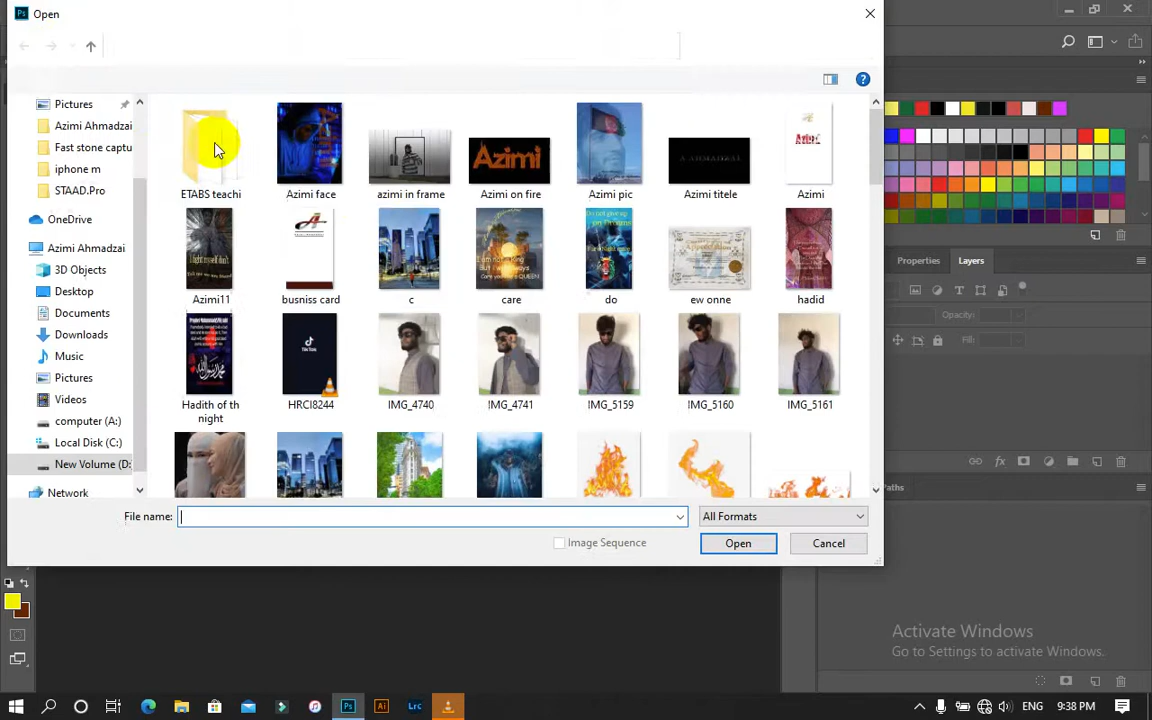 Open
Pictures
Azimi Ahmadzai
Fast stone captu
iphone m
STAAD.Pro
OneDrive
Azimi Ahmadzai
3D Objects
Desktop
Documents
Downloads
Music
Pictures
Videos
computer (A:)
Local Disk (C:)
New Volume (D:
Network
ETABS teachi
Azimi face
azimi in frame
Azimi on fire
Azimi pic
Azimi titele
Azimi
Azimi11
busniss card
c
care
do
ew onne
hadid
Hadith of th
night
HRCI8244
IMG_4740
IMG_4741
IMG_5159
IMG_5160
IMG_5161
File name:
All Formats
Image Sequence
Open
Cancel
Properties
Layers
Opacity:
Fill:
Paths
Activate Windows
Go to Settings to activate Windows.
ENG
9:38 PM